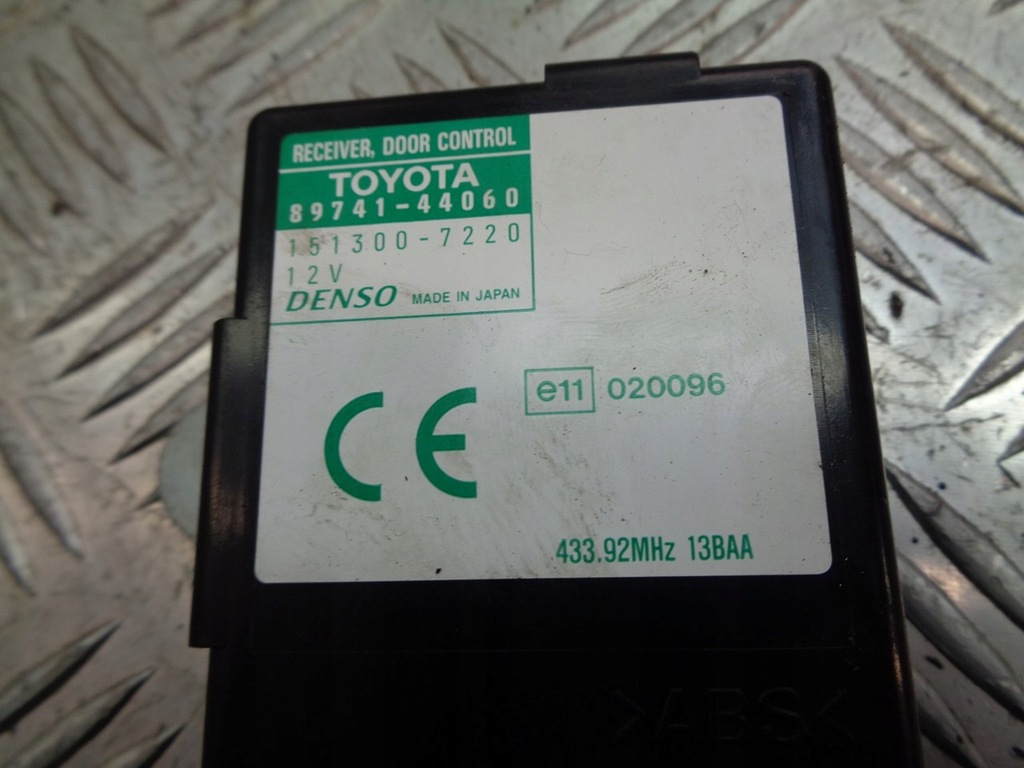 RECEIVER, DOOR CONTROL
TOYOTA
89741-44060
151300-7220
12V
DENSO MADE IN JAPAN
CE
e11 020096
433.92MHz 13BAA
>ABS<